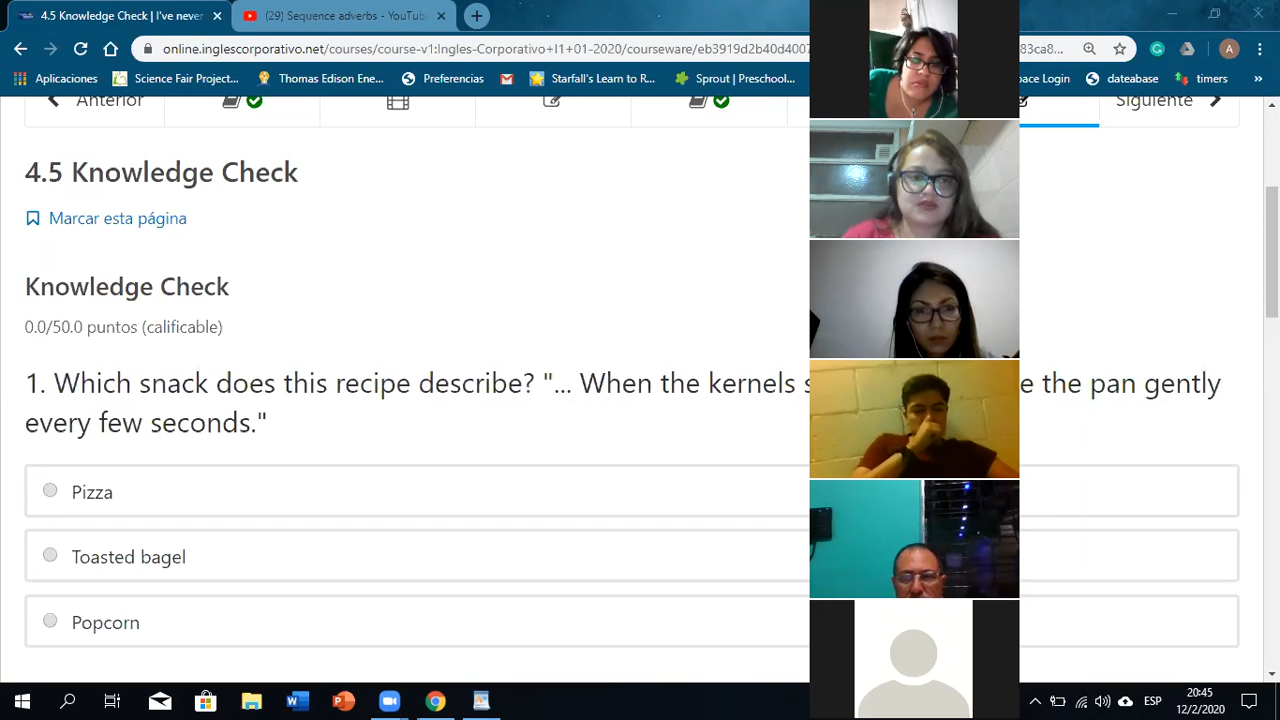 4.5 Knowledge Check | I've never
(29) Sequence adverbs - YouTub
online.inglescorporativo.net/courses/course-v1:Ingles-Corporativo+I1+01-2020/courseware/eb3919d2b40d4007
83ca8...
A
Aplicaciones
Science Fair Project...
Thomas Edison Ene...
Preferencias
Starfall's Learn to R...
Sprout | Preschool...
pace Login
dateabase
timers
»
Anterior
Siguiente
4.5 Knowledge Check
Marcar esta página
Knowledge Check
0.0/50.0 puntos (calificable)
1. Which snack does this recipe describe? "... When the kernels s e the pan gently
every few seconds."
Pizza
Toasted bagel
Popcorn
ESP
20:45
12/2/2020